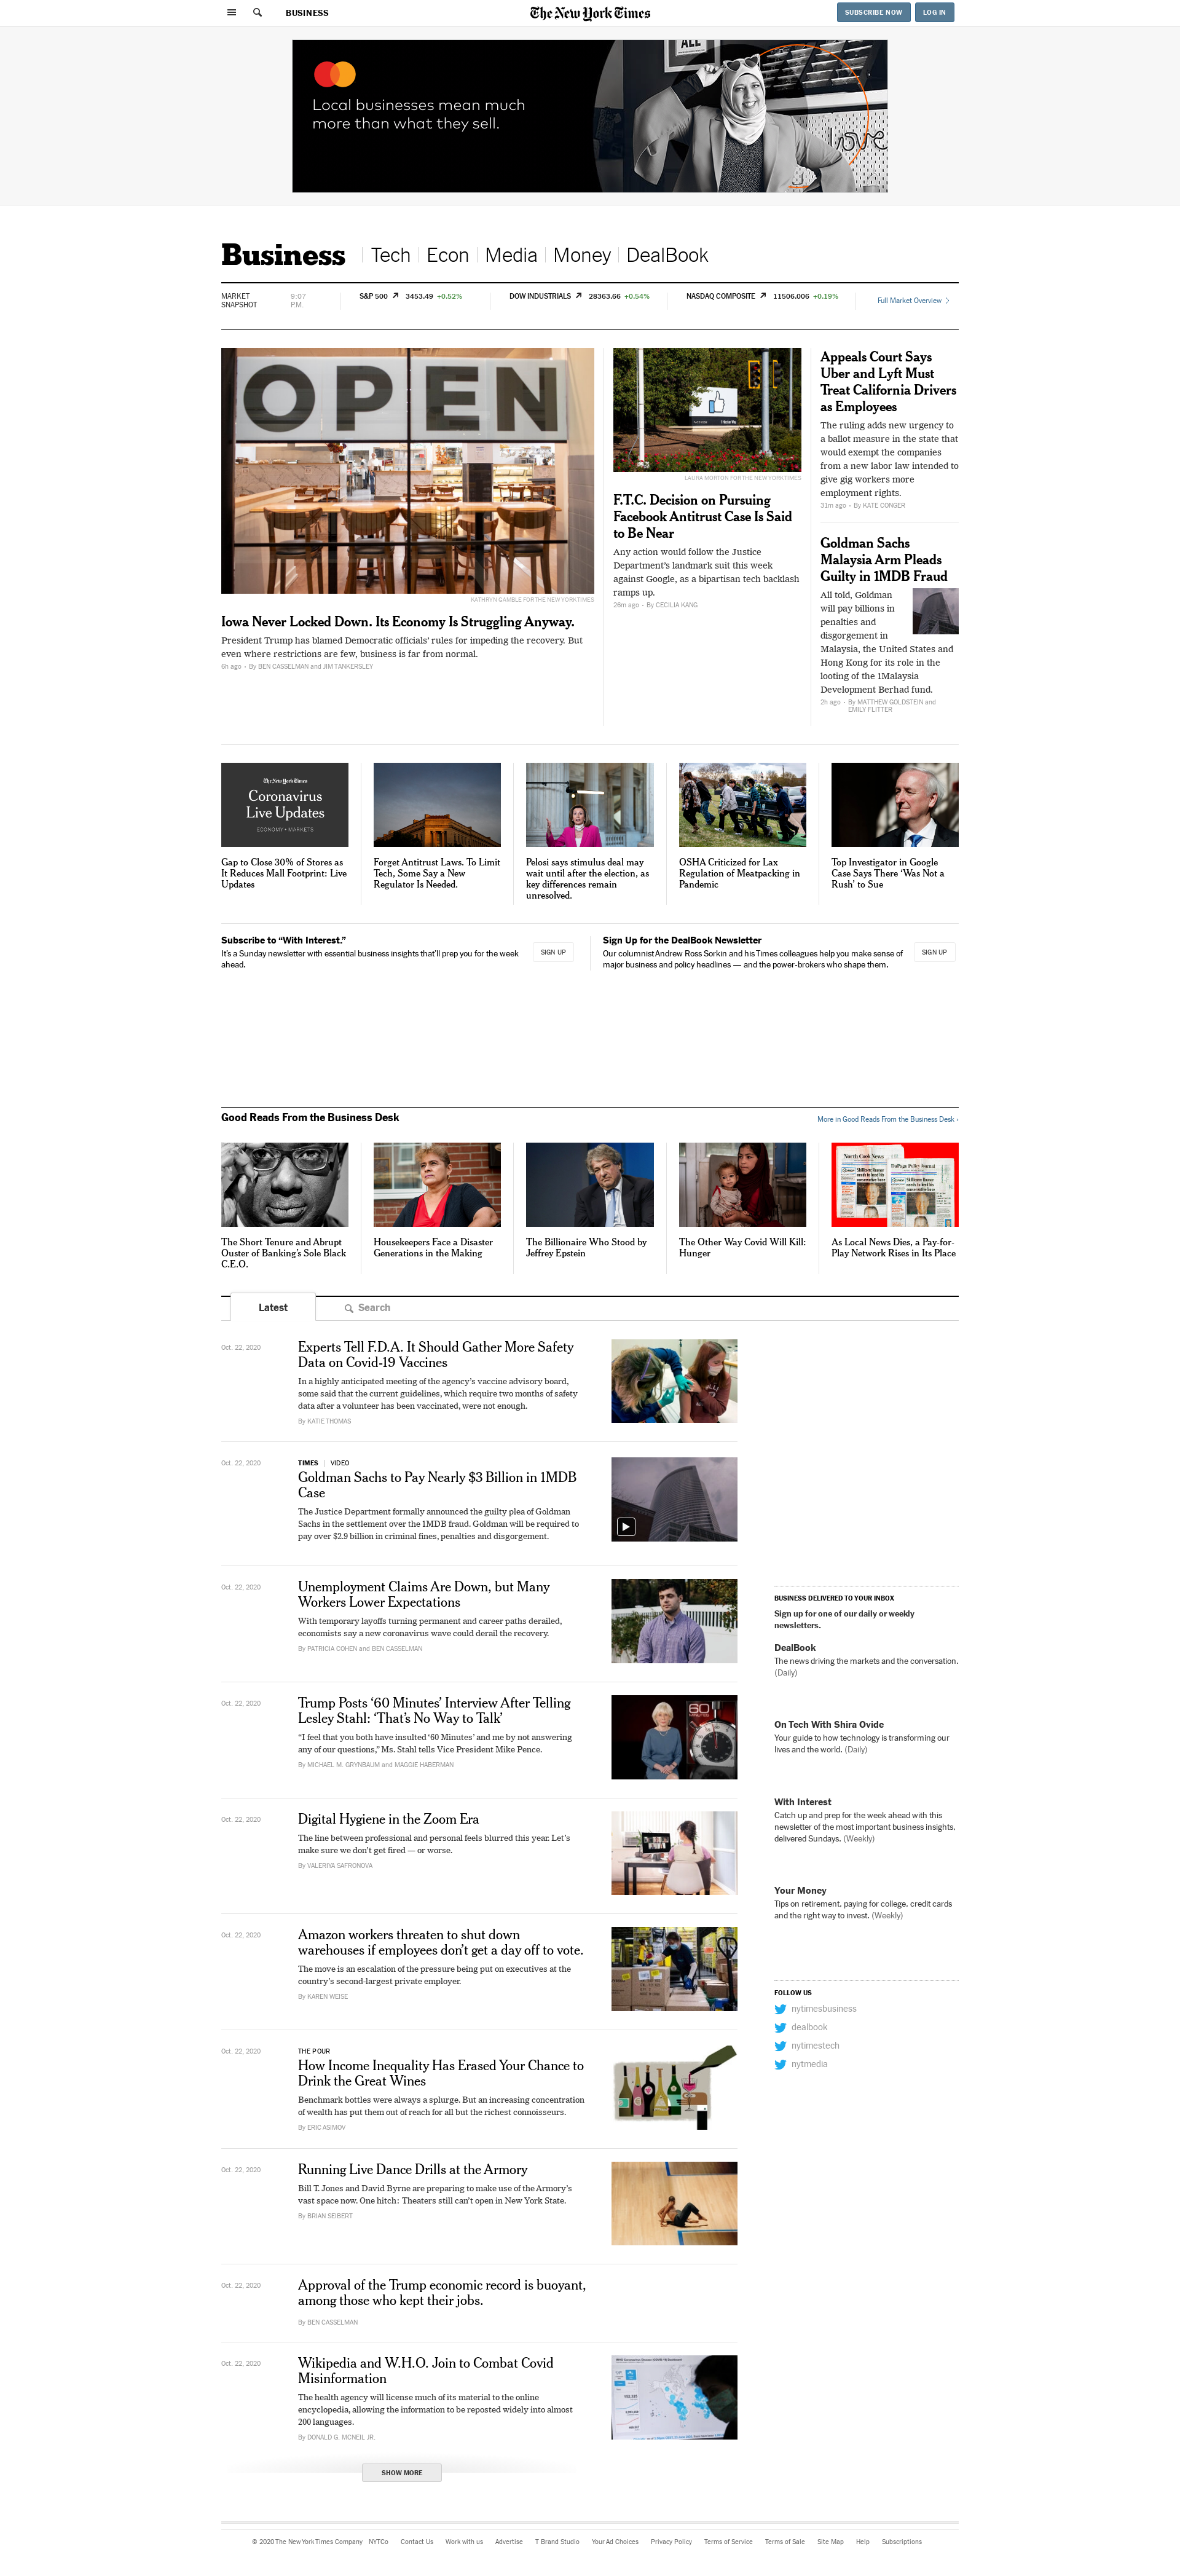 BUSINESS
The New York Times
SUBSCRIBE NOW
LOG IN
ALL
Local businesses mean much
more than what they sell.
love
Business
Tech
Econ
Media
Money
DealBook
MARKET
SNAPSHOT
9:07
P.M.
S&P 500 3453.49 +0.52%
DOW INDUSTRIALS 28363.66 +0.54%
NASDAQ COMPOSITE 11506.006 +0.19%
Full Market Overview
OPEN
KATHRYN GAMBLE FOR THE NEW YORK TIMES
Iowa Never Locked Down. Its Economy Is Struggling Anyway.
President Trump has blamed Democratic officials’ rules for impeding the recovery. But
even where restrictions are few, business is far from normal.
6h ago • By BEN CASSELMAN and JIM TANKERSLEY
LAURA MORTON FOR THE NEW YORK TIMES
F.T.C. Decision on Pursuing
Facebook Antitrust Case Is Said
to Be Near
Any action would follow the Justice
Department’s landmark suit this week
against Google, as a bipartisan tech backlash
ramps up.
26m ago • By CECILIA KANG
Appeals Court Says
Uber and Lyft Must
Treat California Drivers
as Employees
The ruling adds new urgency to
a ballot measure in the state that
would exempt the companies
from a new labor law intended to
give gig workers more
employment rights.
31m ago • By KATE CONGER
Goldman Sachs
Malaysia Arm Pleads
Guilty in 1MDB Fraud
All told, Goldman
will pay billions in
penalties and
disgorgement in
Malaysia, the United States and
Hong Kong for its role in the
looting of the 1Malaysia
Development Berhad fund.
2h ago • By MATTHEW GOLDSTEIN and
EMILY FLITTER
The New York Times
Coronavirus
Live Updates
ECONOMY • MARKETS
Gap to Close 30% of Stores as
It Reduces Mall Footprint: Live
Updates
Forget Antitrust Laws. To Limit
Tech, Some Say a New
Regulator Is Needed.
Pelosi says stimulus deal may
wait until after the election, as
key differences remain
unresolved.
OSHA Criticized for Lax
Regulation of Meatpacking in
Pandemic
Top Investigator in Google
Case Says There ‘Was Not a
Rush’ to Sue
Subscribe to “With Interest.”
It’s a Sunday newsletter with essential business insights that’ll prep you for the week
ahead.
SIGN UP
Sign Up for the DealBook Newsletter
Our columnist Andrew Ross Sorkin and his Times colleagues help you make sense of
major business and policy headlines — and the power-brokers who shape them.
SIGN UP
Good Reads From the Business Desk
More in Good Reads From the Business Desk ›
The Short Tenure and Abrupt
Ouster of Banking’s Sole Black
C.E.O.
Housekeepers Face a Disaster
Generations in the Making
The Billionaire Who Stood by
Jeffrey Epstein
The Other Way Covid Will Kill:
Hunger
North Cook News
DuPage Policy Journal
As Local News Dies, a Pay-for-
Play Network Rises in Its Place
Latest
Search
Oct. 22, 2020
Experts Tell F.D.A. It Should Gather More Safety
Data on Covid-19 Vaccines
In a highly anticipated meeting of the agency’s vaccine advisory board,
some said that the current guidelines, which require two months of safety
data after a volunteer has been vaccinated, were not enough.
By KATIE THOMAS
Oct. 22, 2020
TIMES | VIDEO
Goldman Sachs to Pay Nearly $3 Billion in 1MDB
Case
The Justice Department formally announced the guilty plea of Goldman
Sachs in the settlement over the 1MDB fraud. Goldman will be required to
pay over $2.9 billion in criminal fines, penalties and disgorgement.
Oct. 22, 2020
Unemployment Claims Are Down, but Many
Workers Lower Expectations
With temporary layoffs turning permanent and career paths derailed,
economists say a new coronavirus wave could derail the recovery.
By PATRICIA COHEN and BEN CASSELMAN
Oct. 22, 2020
Trump Posts ‘60 Minutes’ Interview After Telling
Lesley Stahl: ‘That’s No Way to Talk’
“I feel that you both have insulted ‘60 Minutes’ and me by not answering
any of our questions,” Ms. Stahl tells Vice President Mike Pence.
By MICHAEL M. GRYNBAUM and MAGGIE HABERMAN
60
MINUTES
Oct. 22, 2020
Digital Hygiene in the Zoom Era
The line between professional and personal feels blurred this year. Let’s
make sure we don’t get fired — or worse.
By VALERIYA SAFRONOVA
Oct. 22, 2020
Amazon workers threaten to shut down
warehouses if employees don’t get a day off to vote.
The move is an escalation of the pressure being put on executives at the
country’s second-largest private employer.
By KAREN WEISE
Oct. 22, 2020
THE POUR
How Income Inequality Has Erased Your Chance to
Drink the Great Wines
Benchmark bottles were always a splurge. But an increasing concentration
of wealth has put them out of reach for all but the richest connoisseurs.
By ERIC ASIMOV
Oct. 22, 2020
Running Live Dance Drills at the Armory
Bill T. Jones and David Byrne are preparing to make use of the Armory’s
vast space now. One hitch: Theaters still can’t open in New York State.
By BRIAN SEIBERT
Oct. 22, 2020
Approval of the Trump economic record is buoyant,
among those who kept their jobs.
By BEN CASSELMAN
Oct. 22, 2020
Wikipedia and W.H.O. Join to Combat Covid
Misinformation
The health agency will license much of its material to the online
encyclopedia, allowing the information to be reposted widely into almost
200 languages.
By DONALD G. MCNEIL JR.
SHOW MORE
BUSINESS DELIVERED TO YOUR INBOX
Sign up for one of our daily or weekly
newsletters.
DealBook
The news driving the markets and the conversation.
(Daily)
On Tech With Shira Ovide
Your guide to how technology is transforming our
lives and the world. (Daily)
With Interest
Catch up and prep for the week ahead with this
newsletter of the most important business insights,
delivered Sundays. (Weekly)
Your Money
Tips on retirement, paying for college, credit cards
and the right way to invest. (Weekly)
FOLLOW US
nytimesbusiness
dealbook
nytimestech
nytmedia
© 2020 The New York Times Company NYTCo Contact Us Work with us Advertise T Brand Studio Your Ad Choices Privacy Policy Terms of Service Terms of Sale Site Map Help Subscriptions